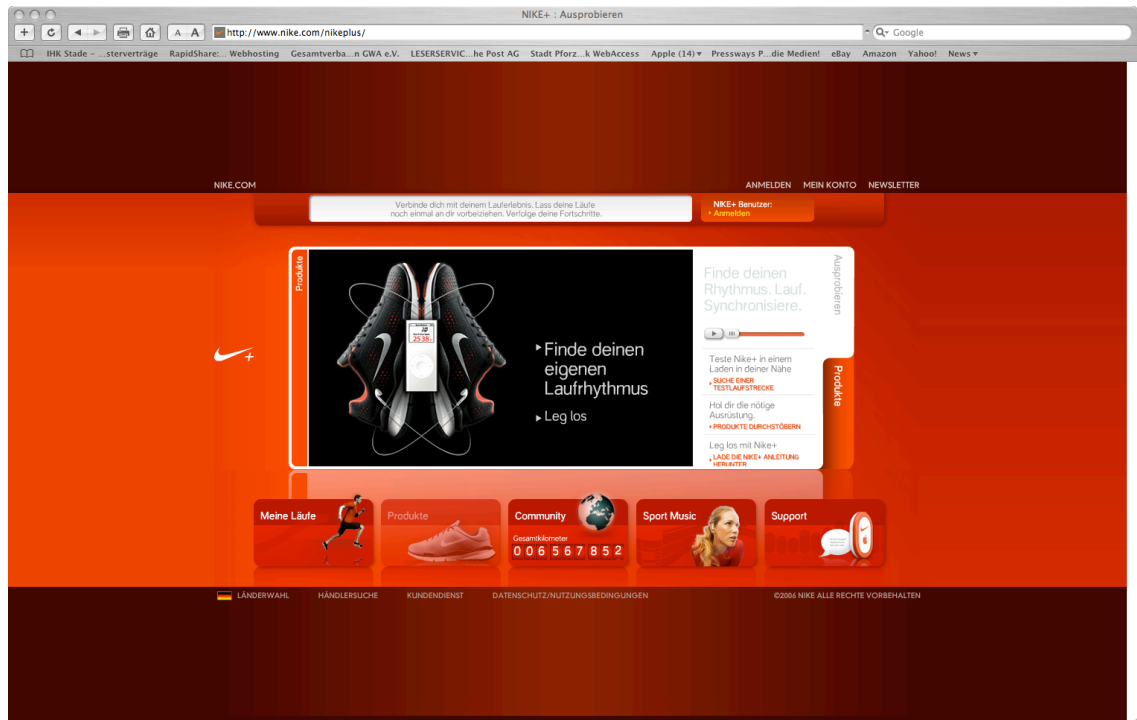 NIKE+ : Ausprobieren
A A http://www.nike.com/nikeplus/ Q Google
IHK Stade – ...sterverträge RapidShare:... Webhosting Gesamtverba...n GWA e.V. LESERSERVIC...he Post AG Stadt Pforz...k WebAccess Apple (14) Pressways P...die Medien! eBay Amazon Yahoo! News
NIKE.COM
ANMELDEN MEIN KONTO NEWSLETTER
Verbinde dich mit deinem Lauferlebnis. Lass deine Läufe
noch einmal an dir vorbeiziehen. Verfolge deine Fortschritte.
NIKE+ Benutzer:
Anmelden
Produkte
Finde deinen
eigenen
Laufrhythmus
Leg los
Finde deinen
Rhythmus. Lauf.
Synchronisiere.
Teste Nike+ in einem
Laden in deiner Nähe
SUCHE EINER
TESTLAUFSTRECKE
Hol dir die nötige
Ausrüstung.
PRODUKTE DURCHSTÖBERN
Leg los mit Nike+
LADE DIE NIKE+ ANLEITUNG
HERUNTER
Ausprobieren
Produkte
Meine Läufe
Produkte
Community
Gesamtkilometer
006567852
Sport Music
Support
LÄNDERWAHL HÄNDLERSUCHE KUNDENDIENST DATENSCHUTZ/NUTZUNGSBEDINGUNGEN ©2006 NIKE ALLE RECHTE VORBEHALTEN